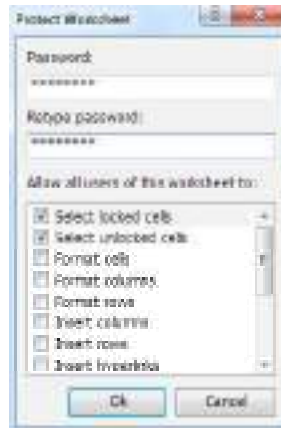 Protect Worksheet
Password:
********
Retype password:
********
Allow all users of this worksheet to:
Select locked cells
Select unlocked cells
Format cells
Format columns
Format rows
Insert columns
Insert rows
Insert hyperlinks
Ok
Cancel